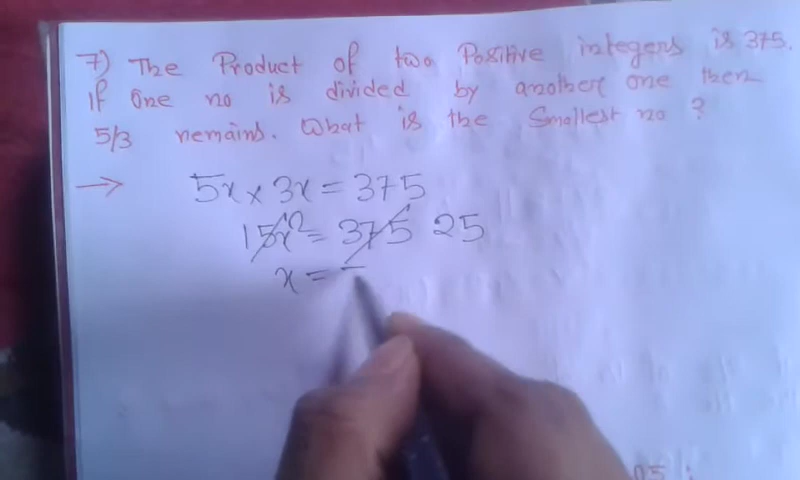 7) The Product of two Positive integers is 375.
If One no is divided by another one then
5/3 remains. What is the Smallest no ?
→ 5x × 3x = 375
15x² = 375 25
x =